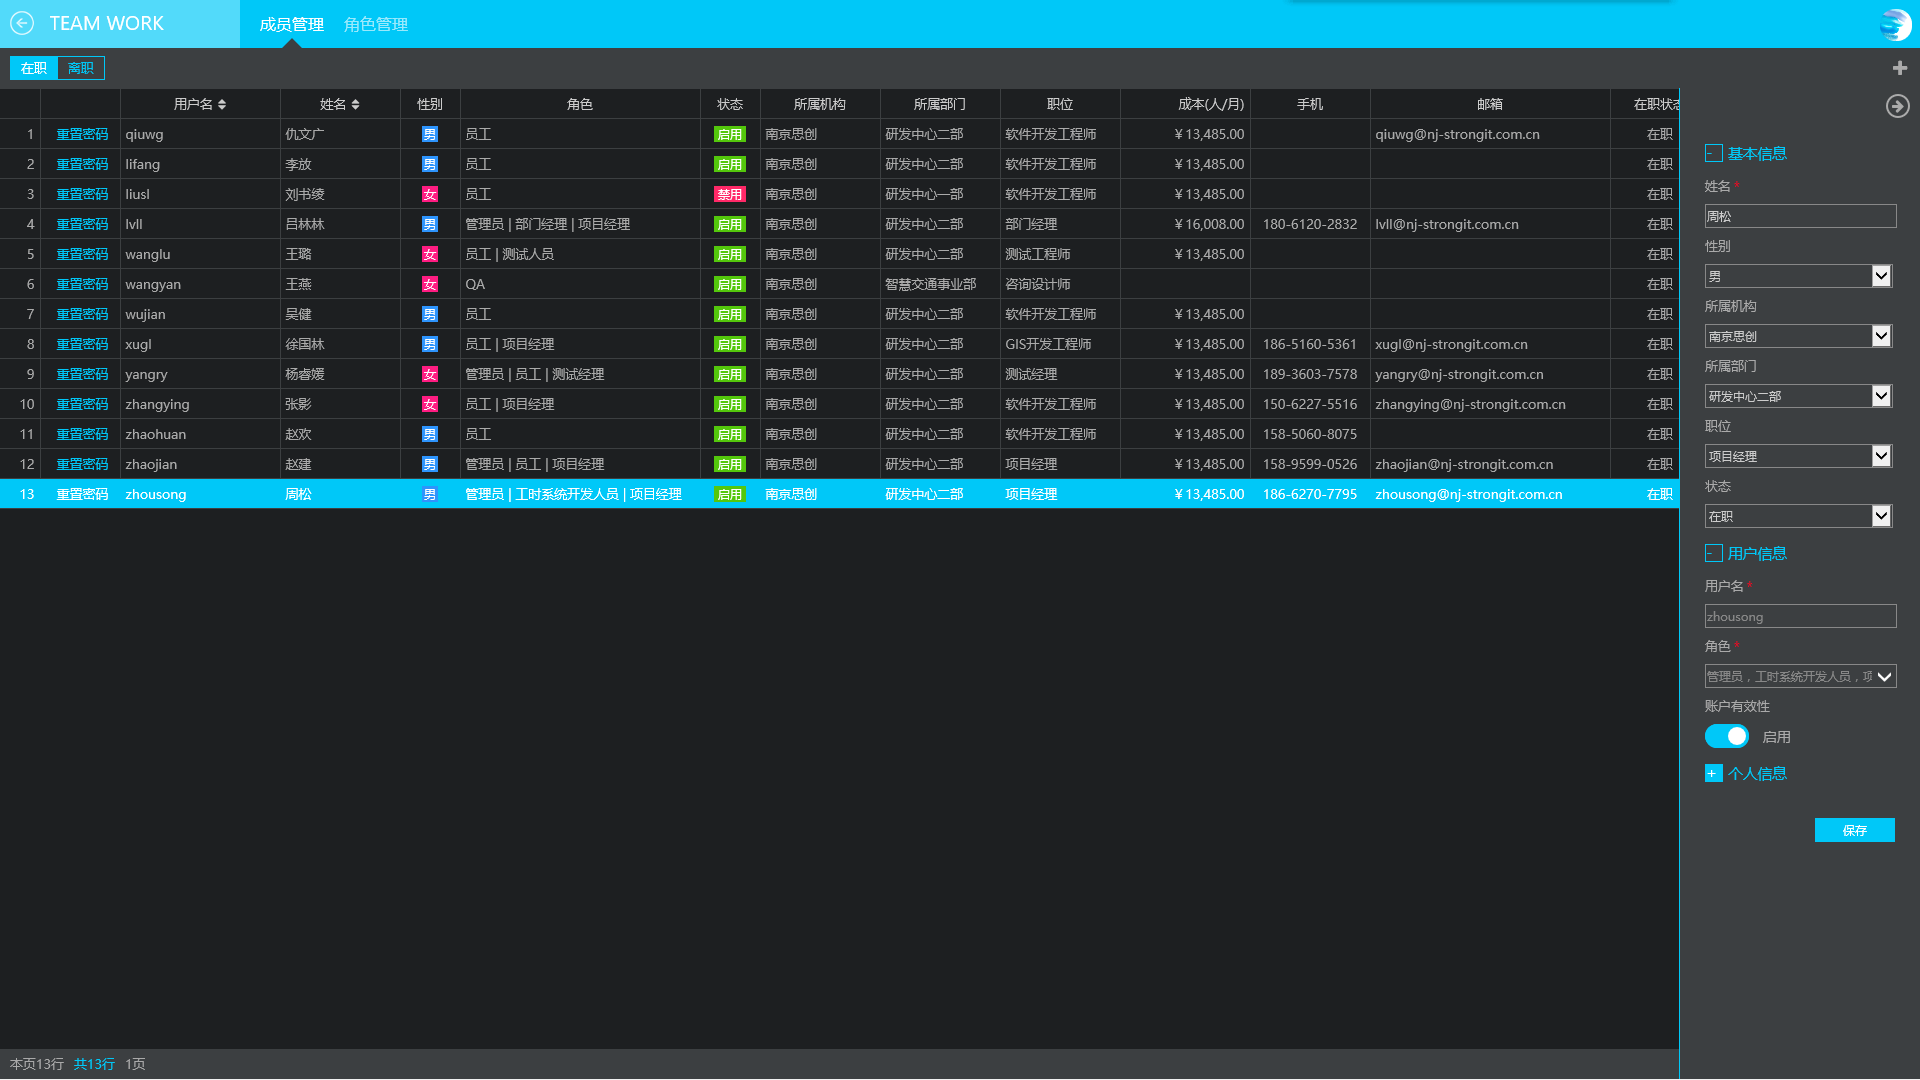 TEAM WORK 成员管理 角色管理
在职 离职
用户名 姓名 性别 角色 状态 所属机构 所属部门 职位 成本(人/月) 手机 邮箱 在职状态
1 重置密码 qiuwg 仇文广 男 员工 启用 南京思创 研发中心二部 软件开发工程师 ¥13,485.00 qiuwg@nj-strongit.com.cn 在职
2 重置密码 lifang 李放 男 员工 启用 南京思创 研发中心二部 软件开发工程师 ¥13,485.00 在职
3 重置密码 liusl 刘书绫 女 员工 禁用 南京思创 研发中心一部 软件开发工程师 ¥13,485.00 在职
4 重置密码 lvll 吕林林 男 管理员 | 部门经理 | 项目经理 启用 南京思创 研发中心二部 部门经理 ¥16,008.00 180-6120-2832 lvll@nj-strongit.com.cn 在职
5 重置密码 wanglu 王璐 女 员工 | 测试人员 启用 南京思创 研发中心二部 测试工程师 ¥13,485.00 在职
6 重置密码 wangyan 王燕 女 QA 启用 南京思创 智慧交通事业部 咨询设计师 在职
7 重置密码 wujian 吴健 男 员工 启用 南京思创 研发中心二部 软件开发工程师 ¥13,485.00 在职
8 重置密码 xugl 徐国林 男 员工 | 项目经理 启用 南京思创 研发中心二部 GIS开发工程师 ¥13,485.00 186-5160-5361 xugl@nj-strongit.com.cn 在职
9 重置密码 yangry 杨睿媛 女 管理员 | 员工 | 测试经理 启用 南京思创 研发中心二部 测试经理 ¥13,485.00 189-3603-7578 yangry@nj-strongit.com.cn 在职
10 重置密码 zhangying 张影 女 员工 | 项目经理 启用 南京思创 研发中心二部 软件开发工程师 ¥13,485.00 150-6227-5516 zhangying@nj-strongit.com.cn 在职
11 重置密码 zhaohuan 赵欢 男 员工 启用 南京思创 研发中心二部 软件开发工程师 ¥13,485.00 158-5060-8075 在职
12 重置密码 zhaojian 赵建 男 管理员 | 员工 | 项目经理 启用 南京思创 研发中心二部 项目经理 ¥13,485.00 158-9599-0526 zhaojian@nj-strongit.com.cn 在职
13 重置密码 zhousong 周松 男 管理员 | 工时系统开发人员 | 项目经理 启用 南京思创 研发中心二部 项目经理 ¥13,485.00 186-6270-7795 zhousong@nj-strongit.com.cn 在职
本页13行 共13行 1页
基本信息
姓名 *
周松
性别
男
所属机构
南京思创
所属部门
研发中心二部
职位
项目经理
状态
在职
用户信息
用户名 *
zhousong
角色 *
管理员，工时系统开发人员，项
账户有效性
启用
个人信息
保存